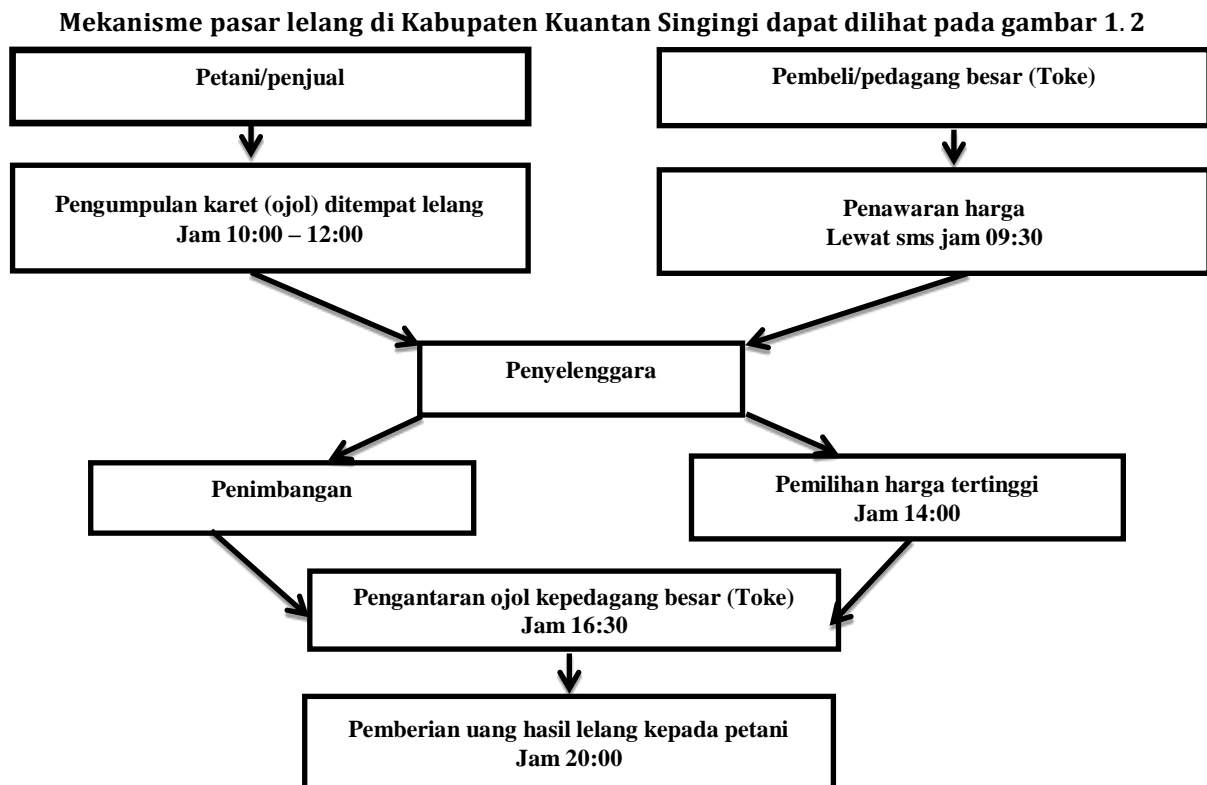 Mekanisme pasar lelang di Kabupaten Kuantan Singingi dapat dilihat pada gambar 1. 2
Petani/penjual
Pembeli/pedagang besar (Toke)
Pengumpulan karet (ojol) ditempat lelang
Jam 10:00 – 12:00
Penawaran harga
Lewat sms jam 09:30
Penyelenggara
Penimbangan
Pemilihan harga tertinggi
Jam 14:00
Pengantaran ojol kepedagang besar (Toke)
Jam 16:30
Pemberian uang hasil lelang kepada petani
Jam 20:00